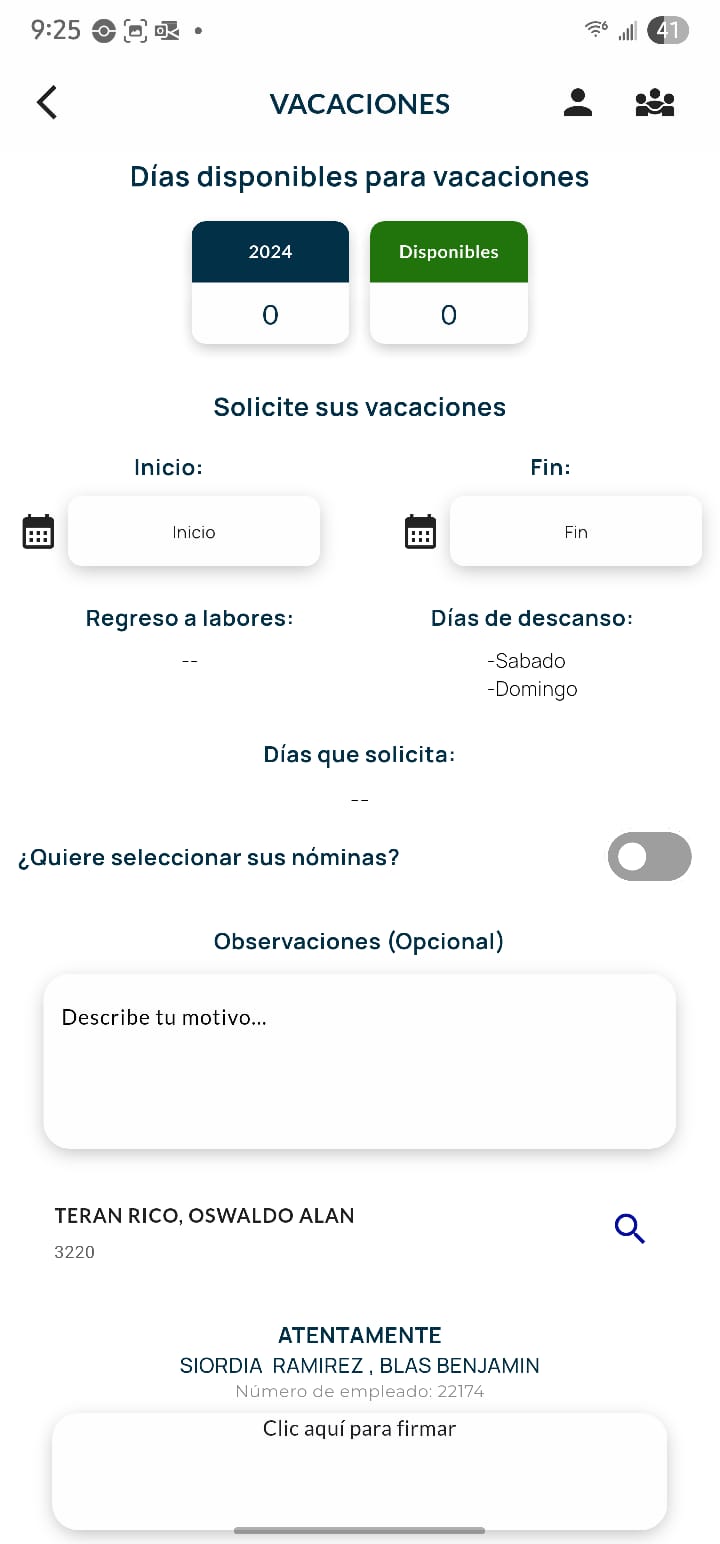 9:25
41
VACACIONES
Días disponibles para vacaciones
2024 Disponibles
0 0
Solicite sus vacaciones
Inicio: Fin:
Inicio Fin
Regreso a labores: Días de descanso:
-- -Sabado
-Domingo
Días que solicita:
--
¿Quiere seleccionar sus nóminas?
Observaciones (Opcional)
Describe tu motivo...
TERAN RICO, OSWALDO ALAN
3220
ATENTAMENTE
SIORDIA  RAMIREZ , BLAS BENJAMIN
Número de empleado: 22174
Clic aquí para firmar